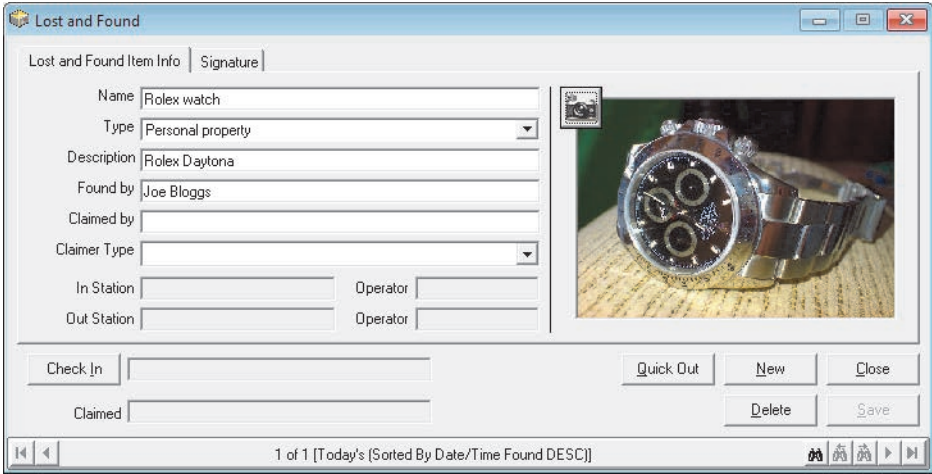 Lost and Found
Lost and Found Item Info Signature
Name Rolex watch
Type Personal property
Description Rolex Daytona
Found by Joe Bloggs
Claimed by
Claimer Type
In Station Operator
Out Station Operator
Check In Quick Out New Close
Claimed Delete Save
1 of 1 [Today's (Sorted By Date/Time Found DESC)]